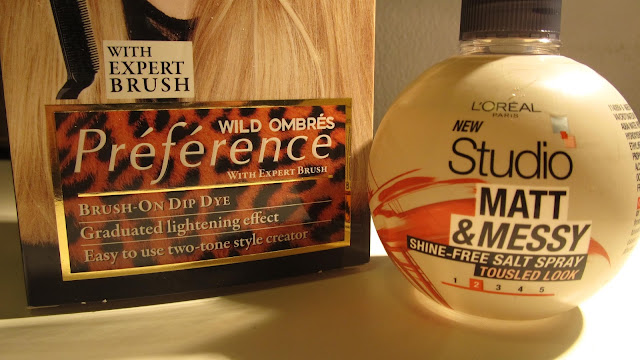 WITH
EXPERT
BRUSH
WILD OMBRÉS
Préférence
WITH EXPERT BRUSH
BRUSH-ON DIP DYE
Graduated lightening effect
Easy to use two-tone style creator
L'ORÉAL
PARIS
NEW
Studio
MATT
&MESSY
SHINE-FREE SALT SPRAY
TOUSLED LOOK
1 2 3 4 5